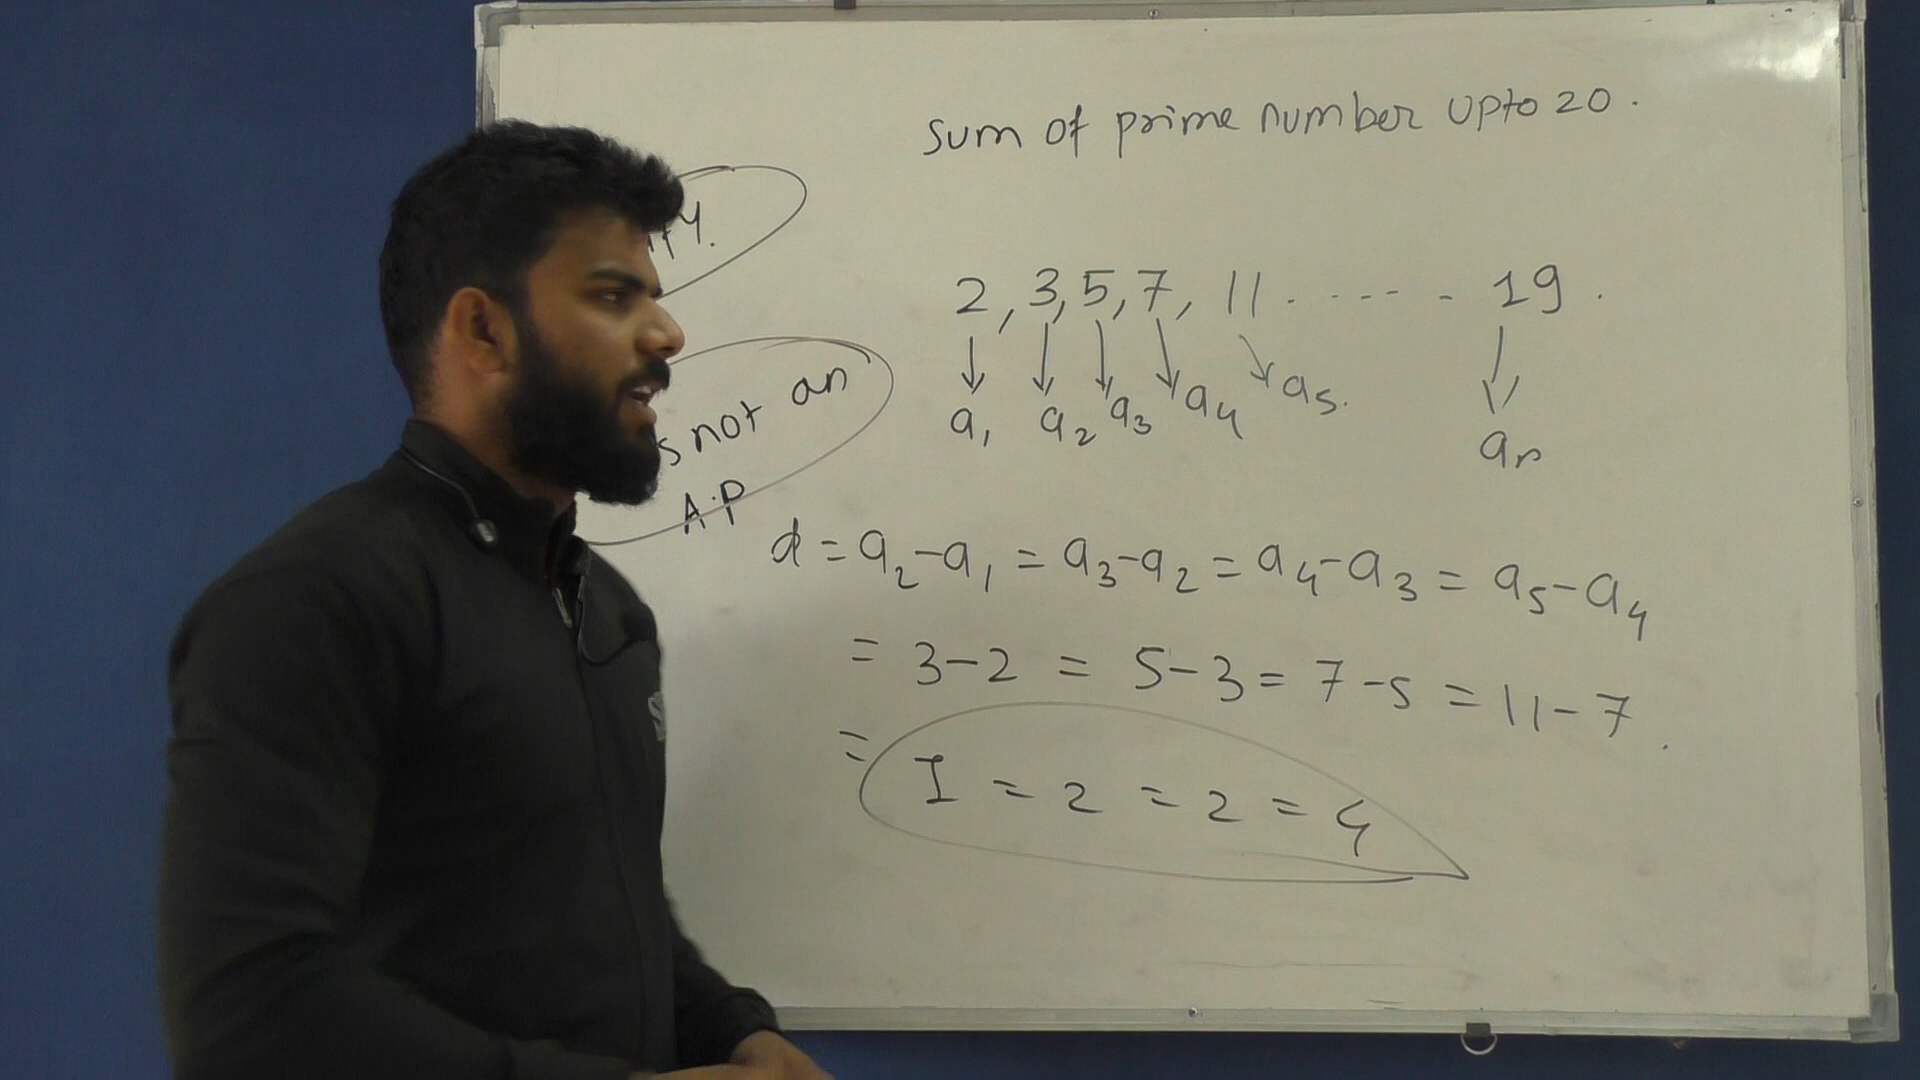 sum of prime number upto 20.
2, 3, 5, 7, 11 - - - - - 19.
a1 a2 a3 a4 a5. an
not an
A.P
d = a2-a1 = a3-a2 = a4-a3 = a5-a4
= 3-2 = 5-3 = 7-5 = 11-7.
= 1 = 2 = 2 = 4